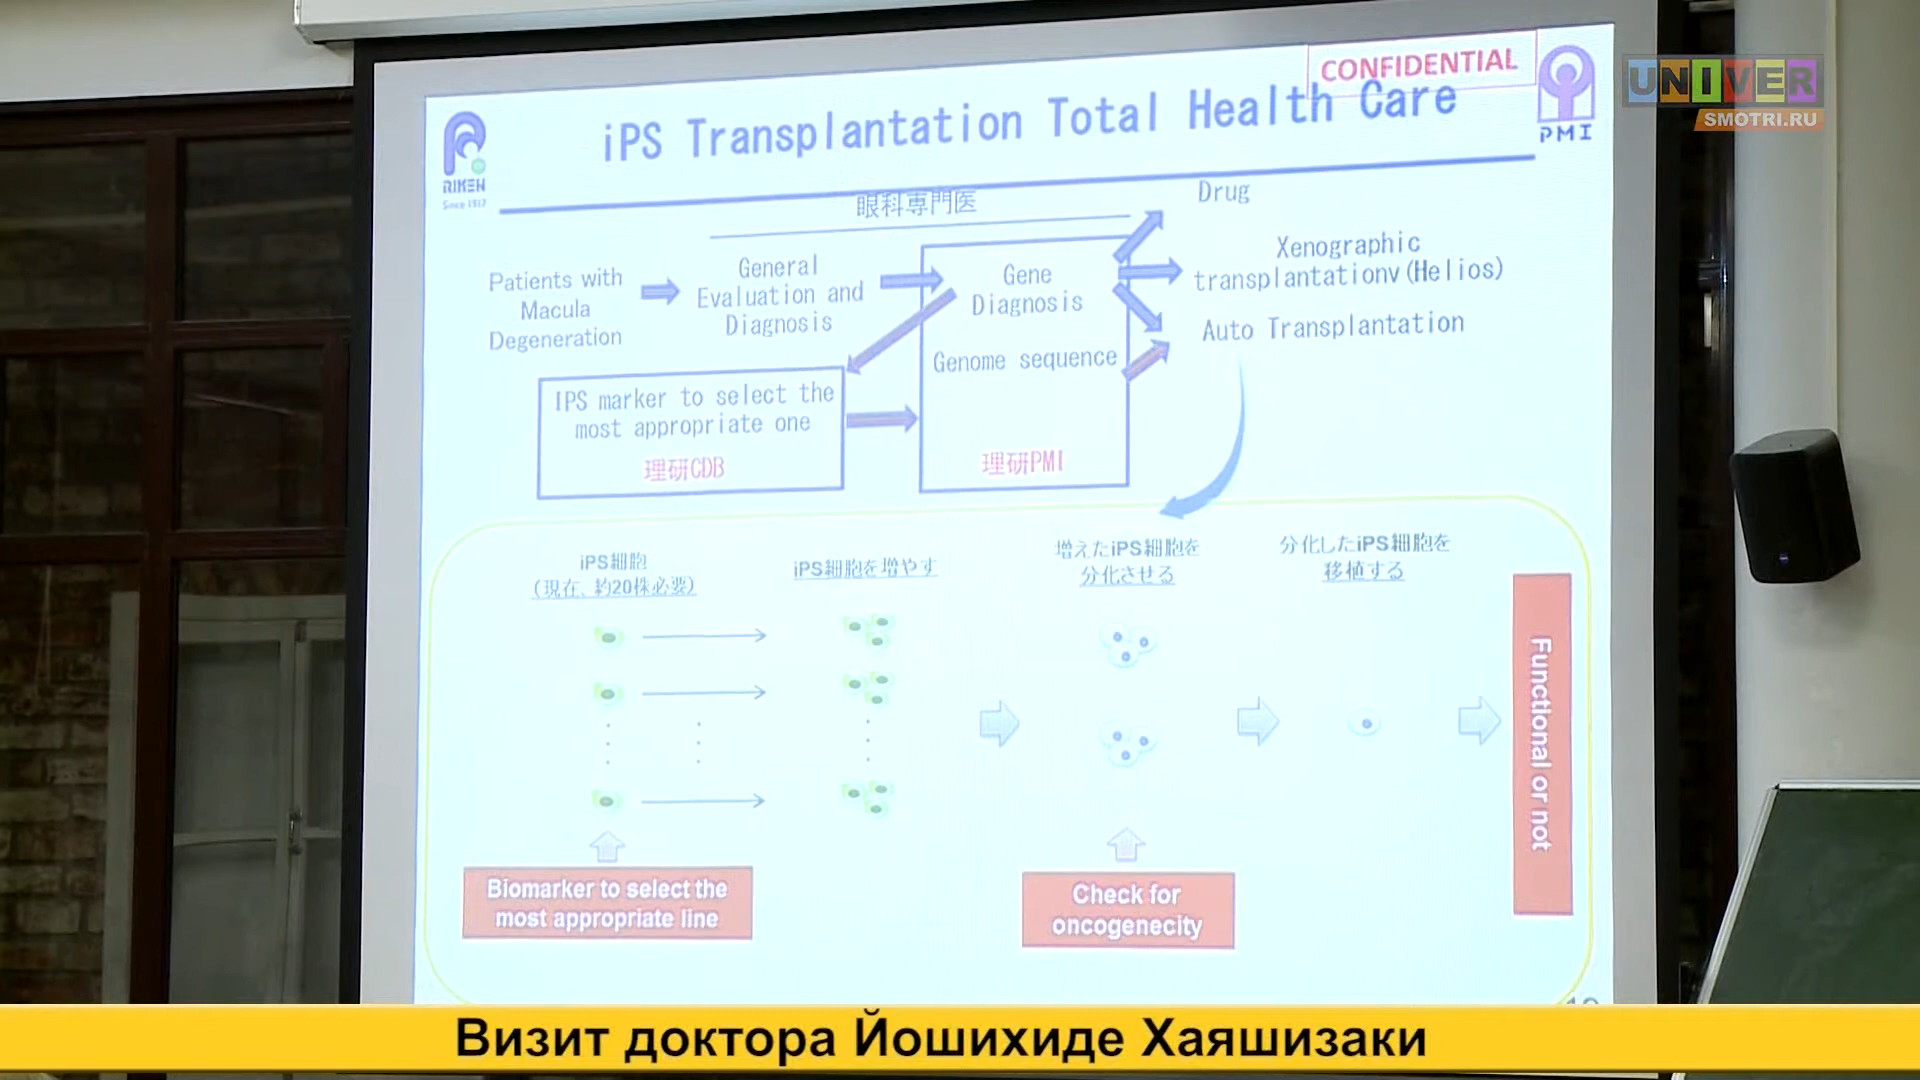 CONFIDENTIAL
UNIVER
SMOTRI.RU
RIKEN
Since 1917
iPS Transplantation Total Health Care
PMI
眼科専門医
Drug
Patients with
Macula
Degeneration
General
Evaluation and
Diagnosis
Gene
Diagnosis
Genome sequence
理研PMI
Xenographic
transplantationv(Helios)
Auto Transplantation
IPS marker to select the
most appropriate one
理研CDB
iPS細胞
(現在、約20株必要)
iPS細胞を増やす
増えたiPS細胞を
分化させる
分化したiPS細胞を
移植する
Functional or not
Biomarker to select the
most appropriate line
Check for
oncogenecity
Визит доктора Йошихиде Хаяшизаки